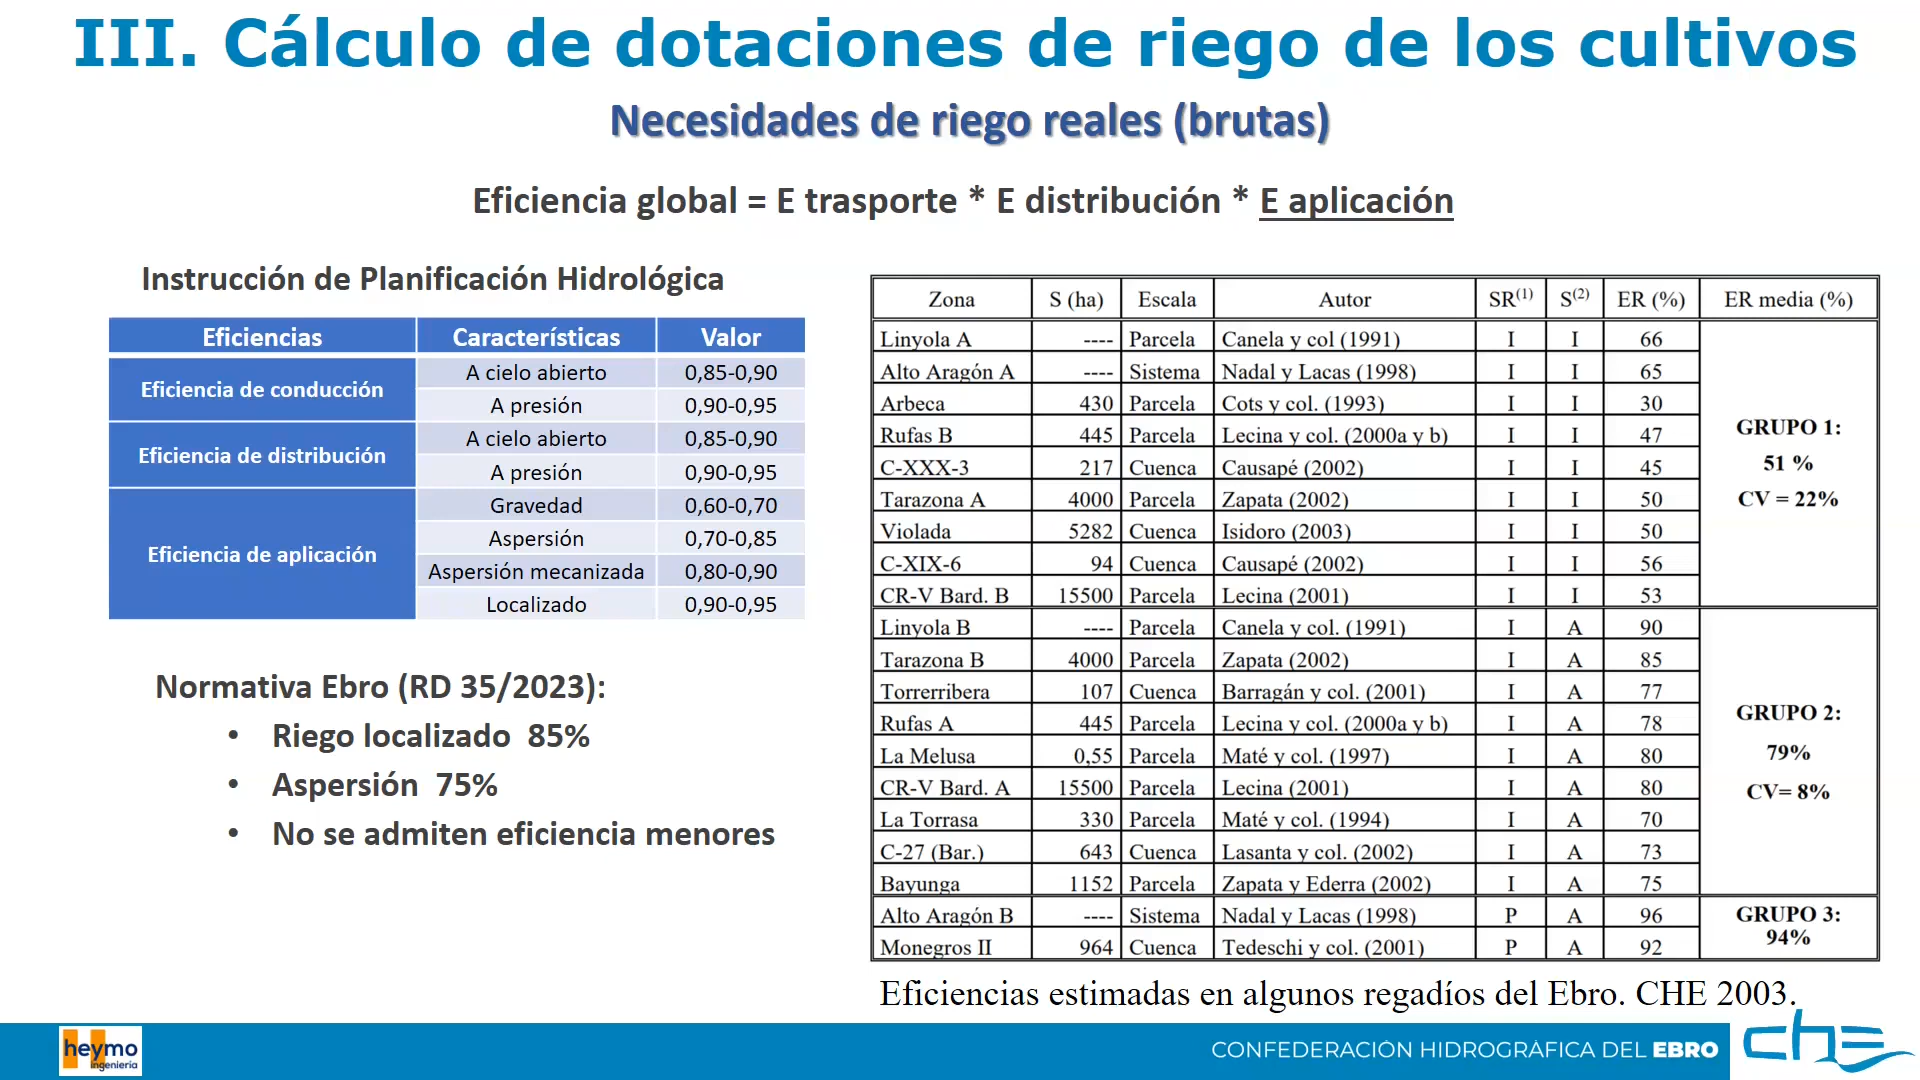 III. Cálculo de dotaciones de riego de los cultivos
Necesidades de riego reales (brutas)
Eficiencia global = E trasporte * E distribución * E aplicación
Instrucción de Planificación Hidrológica
Eficiencias Características Valor
Eficiencia de conducción A cielo abierto 0,85-0,90
A presión 0,90-0,95
Eficiencia de distribución A cielo abierto 0,85-0,90
A presión 0,90-0,95
Eficiencia de aplicación Gravedad 0,60-0,70
Aspersión 0,70-0,85
Aspersión mecanizada 0,80-0,90
Localizado 0,90-0,95
Normativa Ebro (RD 35/2023):
• Riego localizado 85%
• Aspersión 75%
• No se admiten eficiencia menores
Zona S (ha) Escala Autor SR(1) S(2) ER (%) ER media (%)
Linyola A ---- Parcela Canela y col (1991) I I 66
Alto Aragón A ---- Sistema Nadal y Lacas (1998) I I 65
Arbeca 430 Parcela Cots y col. (1993) I I 30
Rufas B 445 Parcela Lecina y col. (2000a y b) I I 47
C-XXX-3 217 Cuenca Causapé (2002) I I 45
Tarazona A 4000 Parcela Zapata (2002) I I 50
Violada 5282 Cuenca Isidoro (2003) I I 50
C-XIX-6 94 Cuenca Causapé (2002) I I 56
CR-V Bard. B 15500 Parcela Lecina (2001) I I 53
GRUPO 1:
51 %
CV = 22%
Linyola B ---- Parcela Canela y col. (1991) I A 90
Tarazona B 4000 Parcela Zapata (2002) I A 85
Torrerribera 107 Cuenca Barragán y col. (2001) I A 77
Rufas A 445 Parcela Lecina y col. (2000a y b) I A 78
La Melusa 0,55 Parcela Maté y col. (1997) I A 80
CR-V Bard. A 15500 Parcela Lecina (2001) I A 80
La Torrasa 330 Parcela Maté y col. (1994) I A 70
C-27 (Bar.) 643 Cuenca Lasanta y col. (2002) I A 73
Bayunga 1152 Parcela Zapata y Ederra (2002) I A 75
GRUPO 2:
79%
CV= 8%
Alto Aragón B ---- Sistema Nadal y Lacas (1998) P A 96
Monegros II 964 Cuenca Tedeschi y col. (2001) P A 92
GRUPO 3:
94%
Eficiencias estimadas en algunos regadíos del Ebro. CHE 2003.
heymo
ingeniería
CONFEDERACIÓN HIDROGRÁFICA DEL EBRO
che